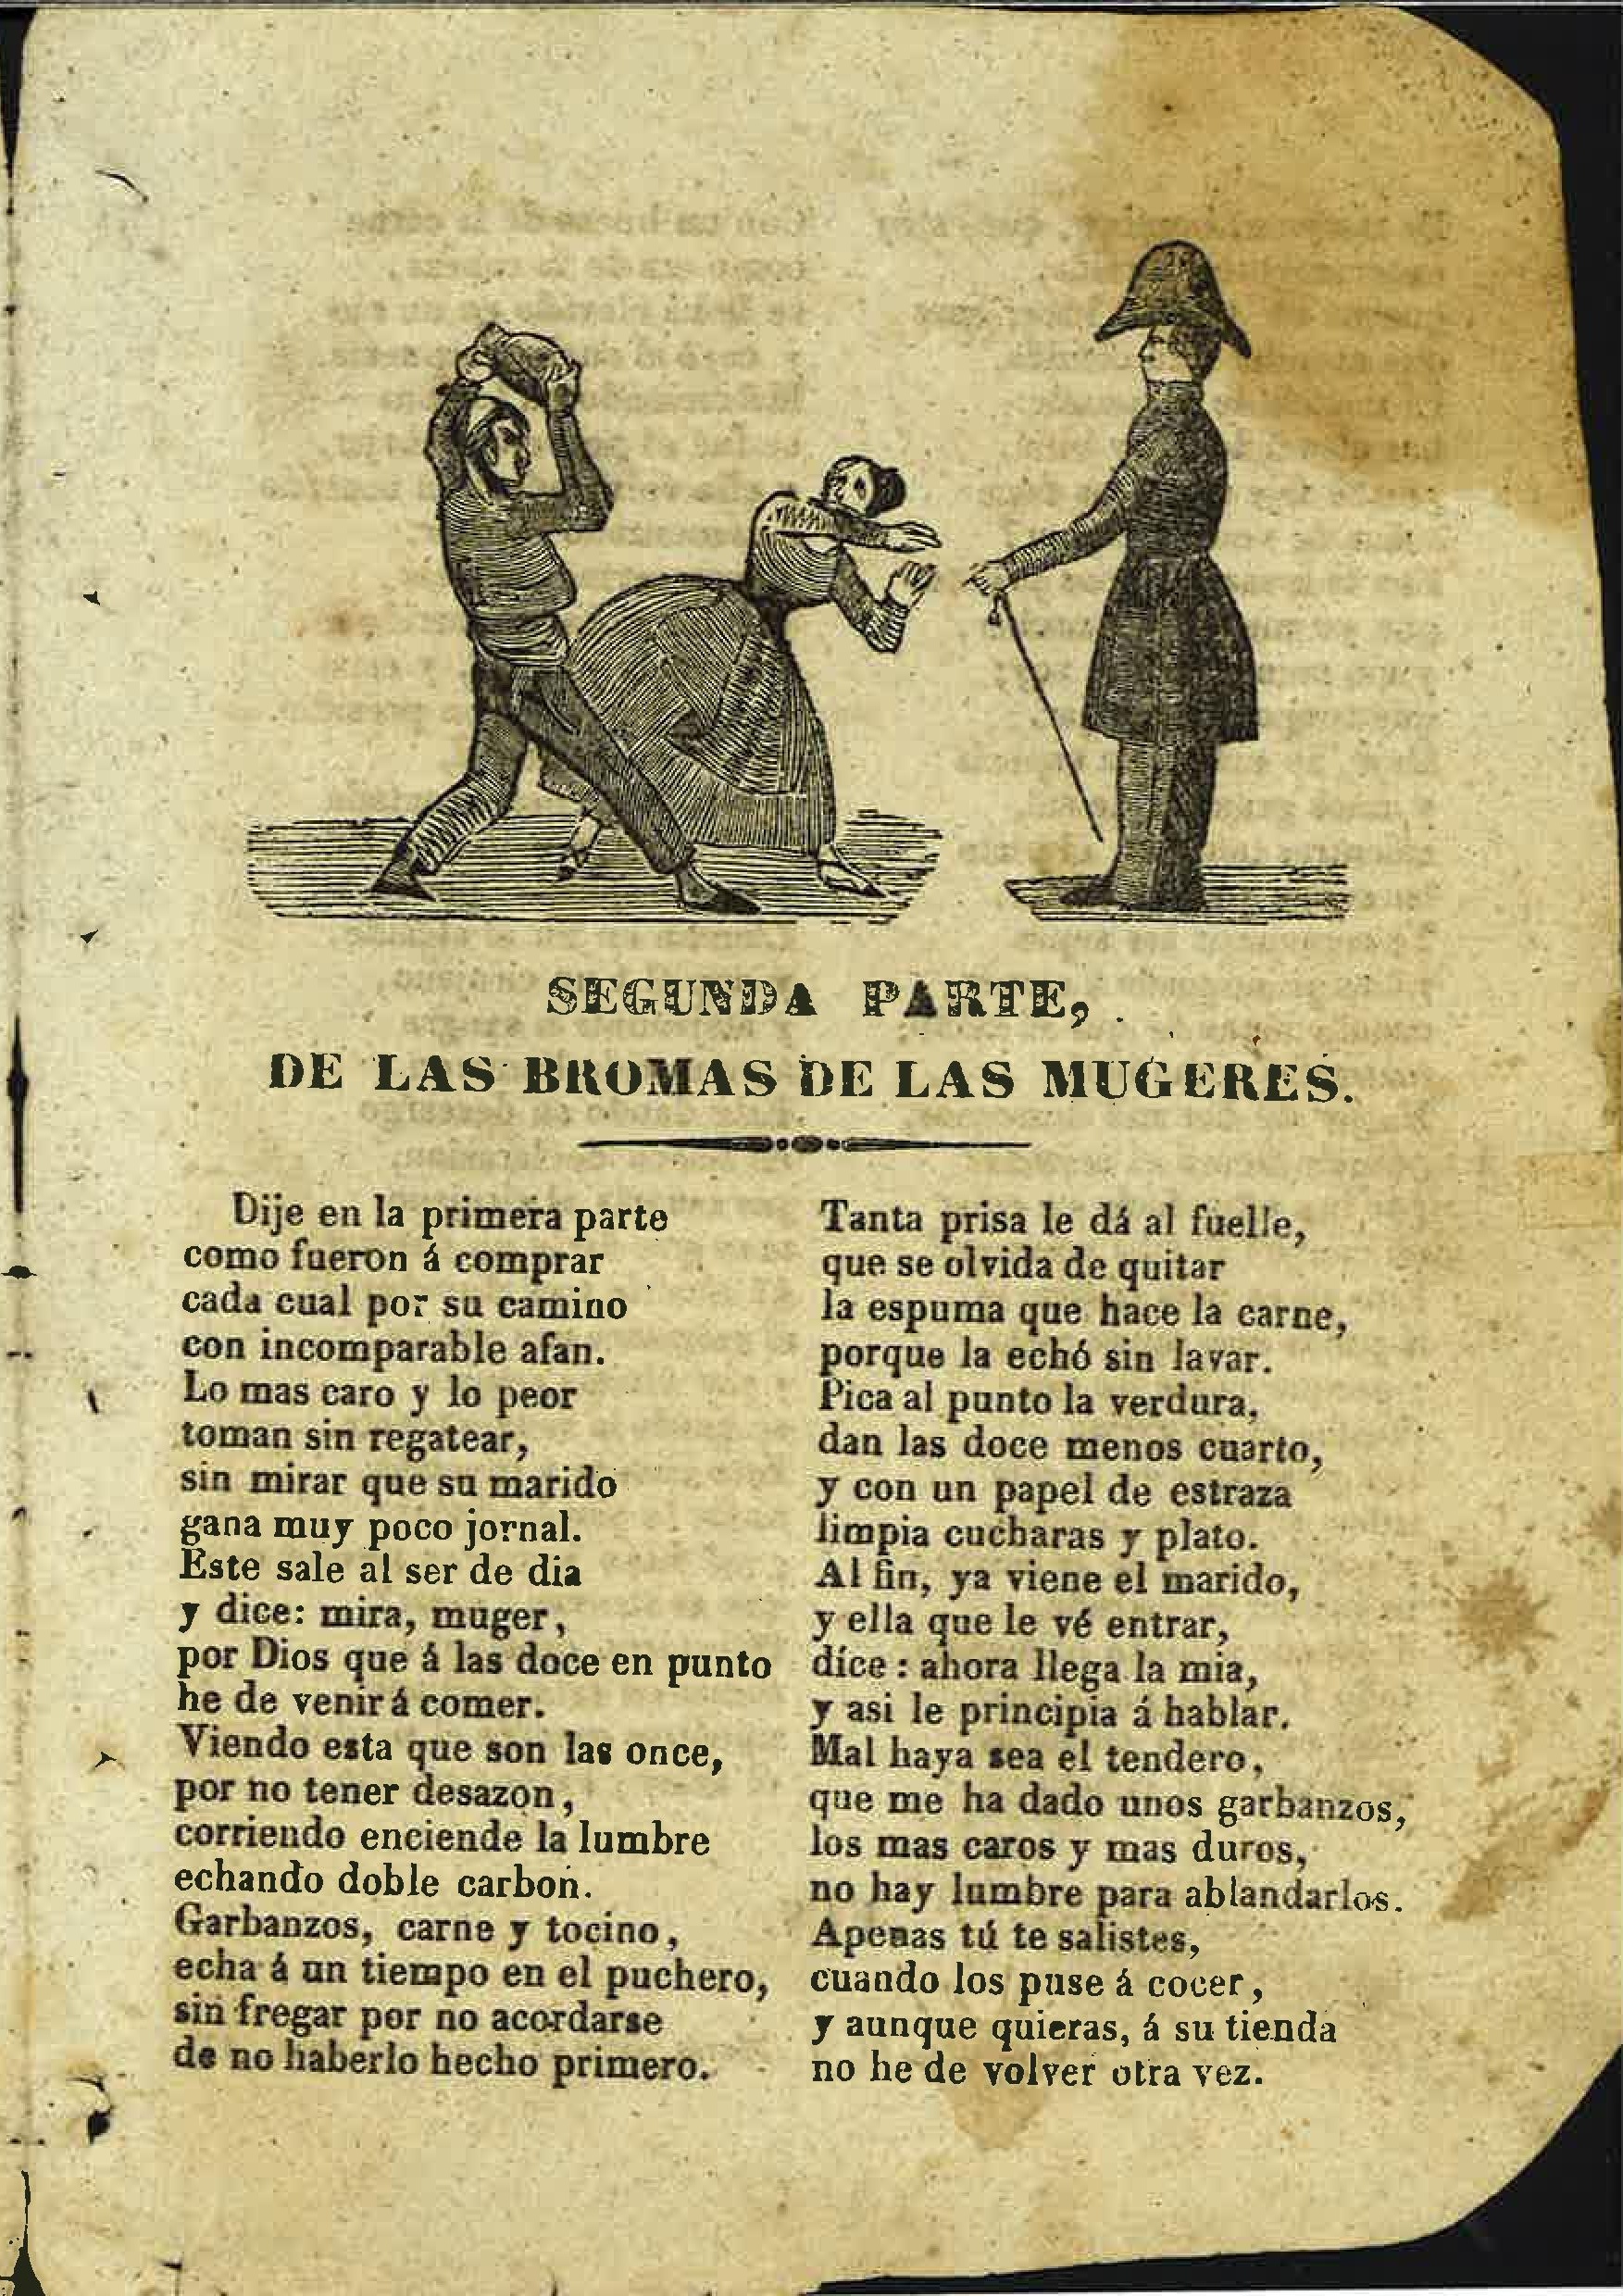 SEGUNDA PARTE,
DE LAS BROMAS DE LAS MUGERES.
Dije en la primera parte
como fueron á comprar
cada cual por su camino
con incomparable afan.
Lo mas caro y lo peor
toman sin regatear,
sin mirar que su marido
gana muy poco jornal.
Este sale al ser de dia
y dice: mira, muger,
por Dios que á las doce en punto
he de venir á comer.
Viendo esta que son las once,
por no tener desazon,
corriendo enciende la lumbre
echando doble carbon.
Garbanzos, carne y tocino,
echa á un tiempo en el puchero,
sin fregar por no acordarse
de no haberlo hecho primero.
Tanta prisa le dá al fuelle,
que se olvida de quitar
la espuma que hace la carne,
porque la echó sin lavar.
Pica al punto la verdura,
dan las doce menos cuarto,
y con un papel de estraza
limpia cucharas y plato.
Al fin, ya viene el marido,
y ella que le vé entrar,
dice: ahora llega la mia,
y asi le principia á hablar.
Mal haya sea el tendero,
que me ha dado unos garbanzos,
los mas caros y mas duros,
no hay lumbre para ablandarlos.
Apenas tú te salistes,
cuando los puse á cocer,
y aunque quieras, á su tienda
no he de volver otra vez.